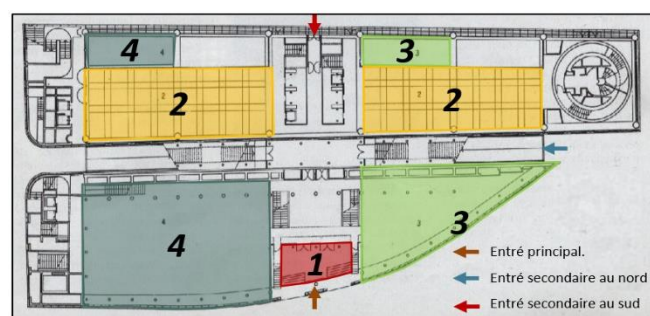 4
3
2
2
4
3
1
Entré principal.
Entré secondaire au nord
Entré secondaire au sud